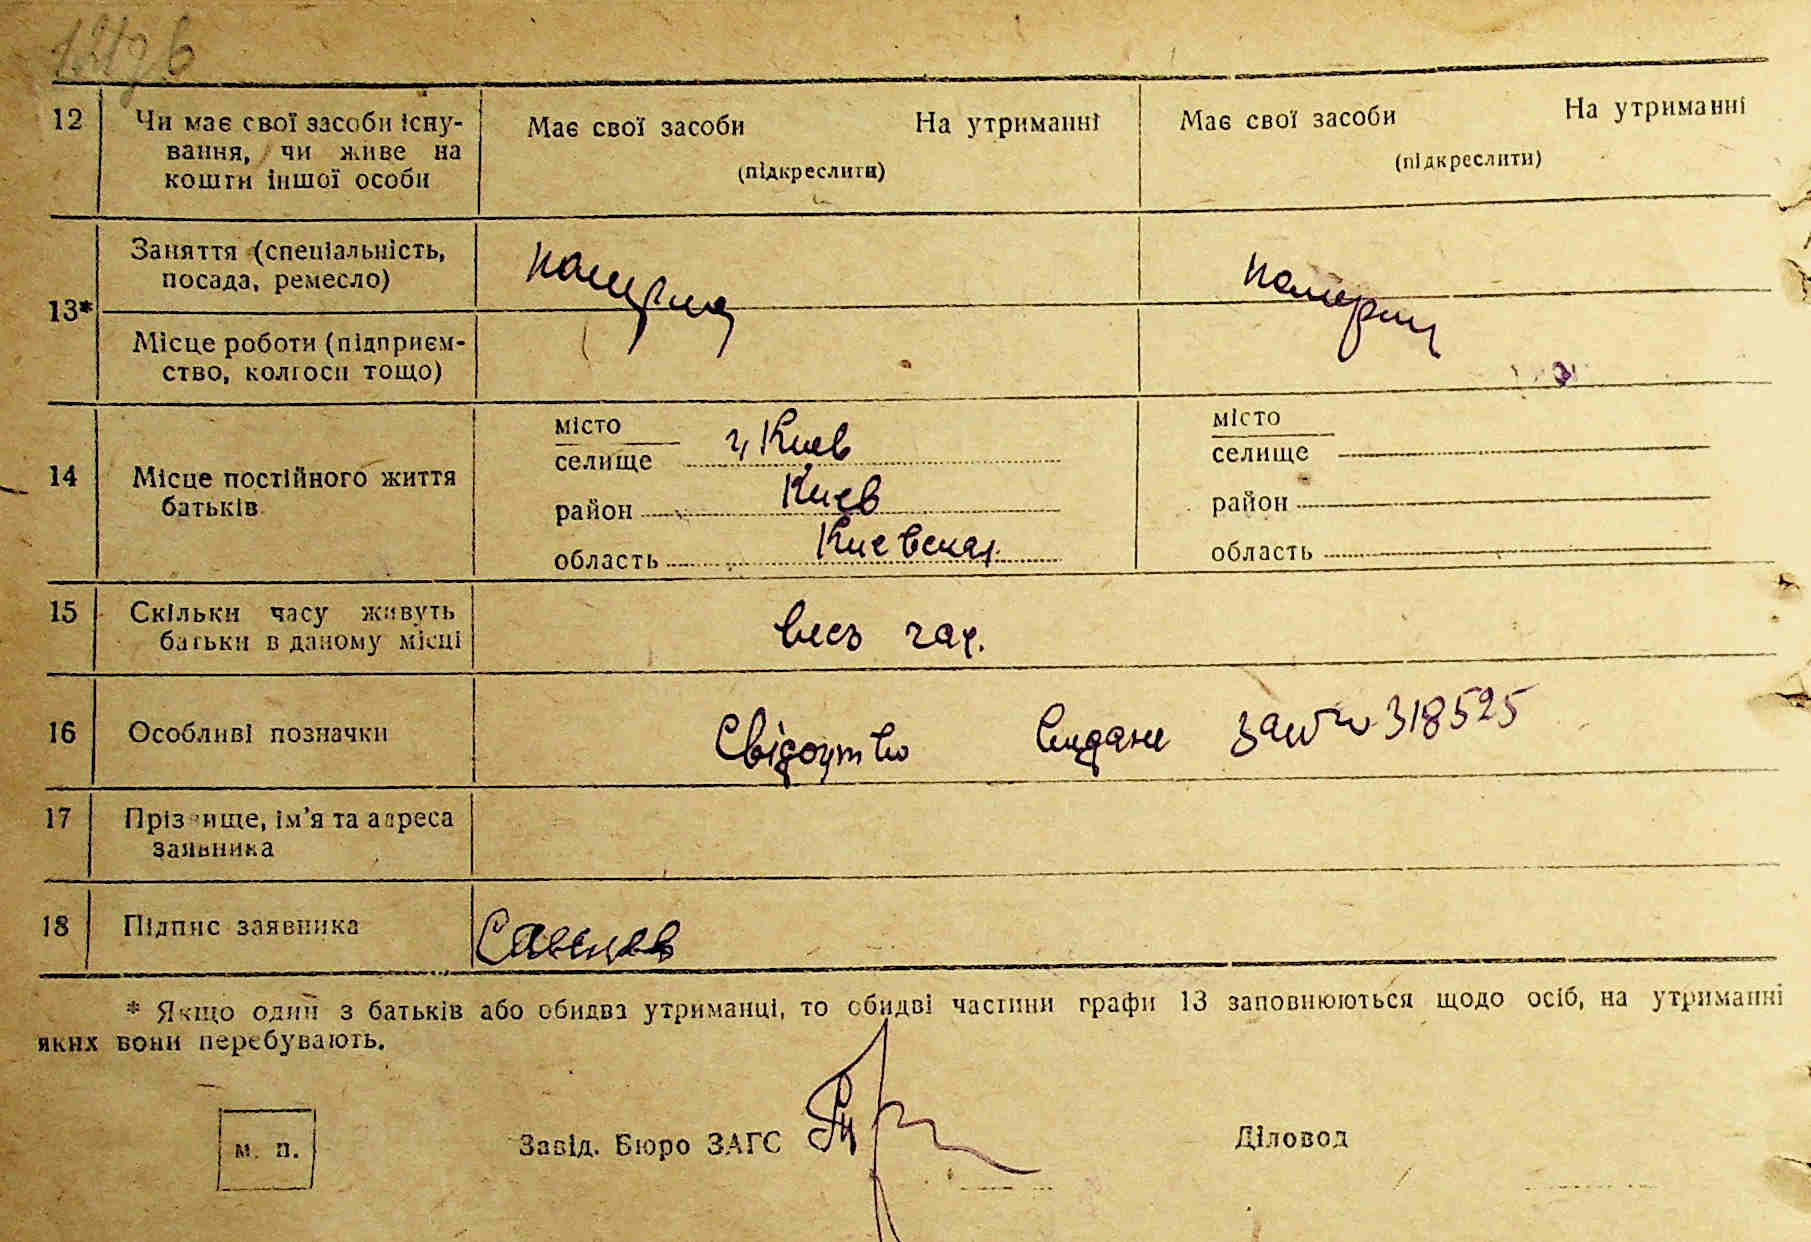 12 Чи має свої засоби існу-
вання, чи живе на
кошти іншої особи
Має свої засоби На утриманні
(підкреслити)
Має свої засоби На утриманні
(підкреслити)
13* Заняття (спеціальність,
посада, ремесло)
Місце роботи (підприєм-
ство, колгосп тощо)
14 Місце постійного життя
батьків
місто
селище г. Киев
район Киев
область Киевская
місто
селище
район
область
15 Скільки часу живуть
батьки в даному місці
весь час.
16 Особливі позначки
Свідоцтво видане 318525
17 Прізвище, ім'я та адреса
заявника
18 Підпис заявника
* Якщо один з батьків або обидва утриманці, то обидві частини графи 13 заповнюються щодо осіб, на утриманні
яких вони перебувають.
м. п.
Завід. Бюро ЗАГС Діловод